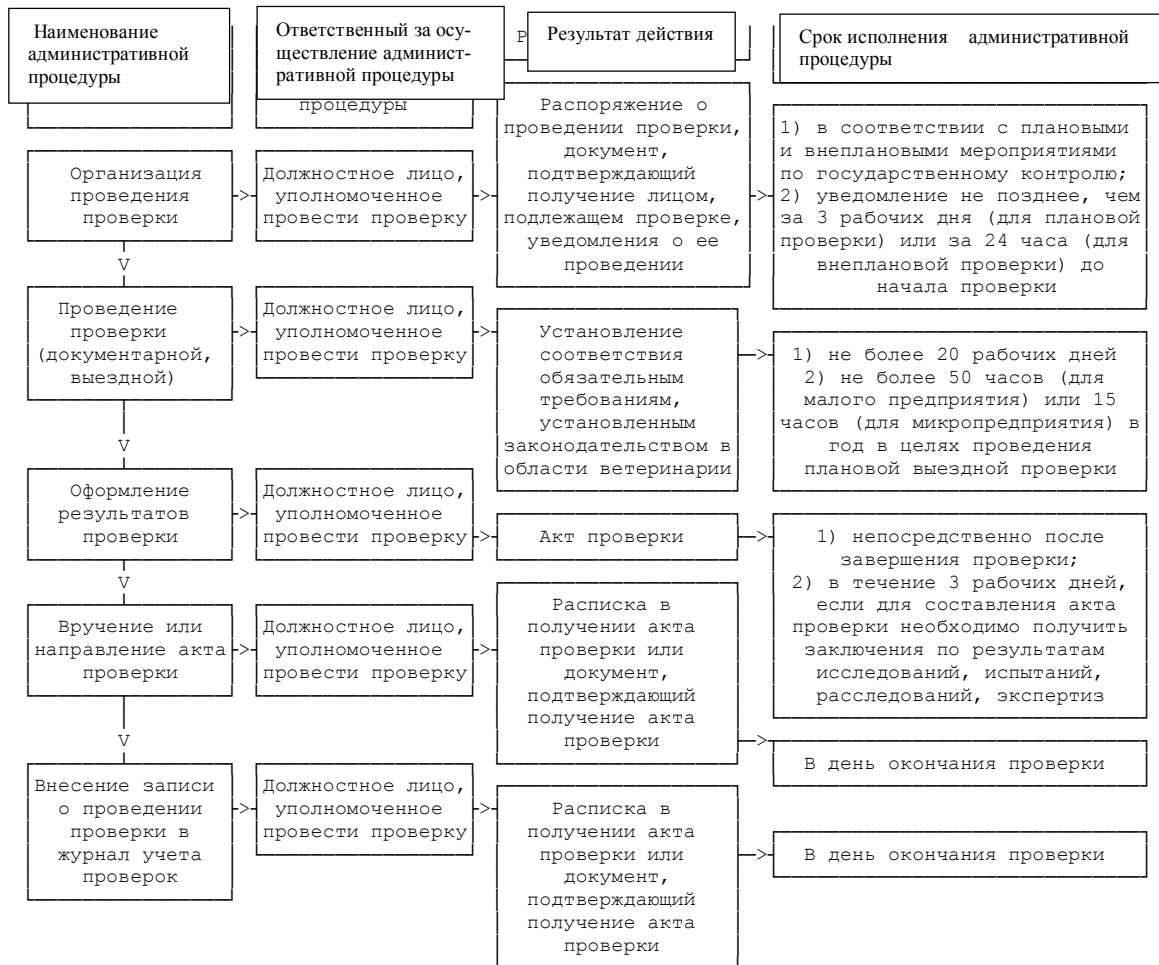 Наименование
административной
процедуры
Ответственный за осу-
ществление админист-
ративной процедуры
процедуры
Р
Результат действия
Срок исполнения административной
процедуры
Организация
проведения
проверки
->
Должностное лицо,
уполномоченное
провести проверку
->
Распоряжение о
проведении проверки,
документ,
подтверждающий
получение лицом,
подлежащем проверке,
уведомления о ее
проведении
->
1) в соответствии с плановыми
и внеплановыми мероприятиями
по государственному контролю;
2) уведомление не позднее, чем
за 3 рабочих дня (для плановой
проверки) или за 24 часа (для
внеплановой проверки) до
начала проверки
V
Проведение
проверки
(документарной,
выездной)
->
Должностное лицо,
уполномоченное
провести проверку
->
Установление
соответствия
обязательным
требованиям,
установленным
законодательством в
области ветеринарии
->
1) не более 20 рабочих дней
2) не более 50 часов (для
малого предприятия) или 15
часов (для микропредприятия) в
год в целях проведения
плановой выездной проверки
V
Оформление
результатов
проверки
->
Должностное лицо,
уполномоченное
провести проверку
->
Акт проверки
->
1) непосредственно после
завершения проверки;
2) в течение 3 рабочих дней,
если для составления акта
проверки необходимо получить
заключения по результатам
исследований, испытаний,
расследований, экспертиз
V
Вручение или
направление акта
проверки
->
Должностное лицо,
уполномоченное
провести проверку
->
Расписка в
получении акта
проверки или
документ,
подтверждающий
получение акта
проверки
->
В день окончания проверки
V
Внесение записи
о проведении
проверки в
журнал учета
проверок
->
Должностное лицо,
уполномоченное
провести проверку
->
Расписка в
получении акта
проверки или
документ,
подтверждающий
получение акта
проверки
->
В день окончания проверки